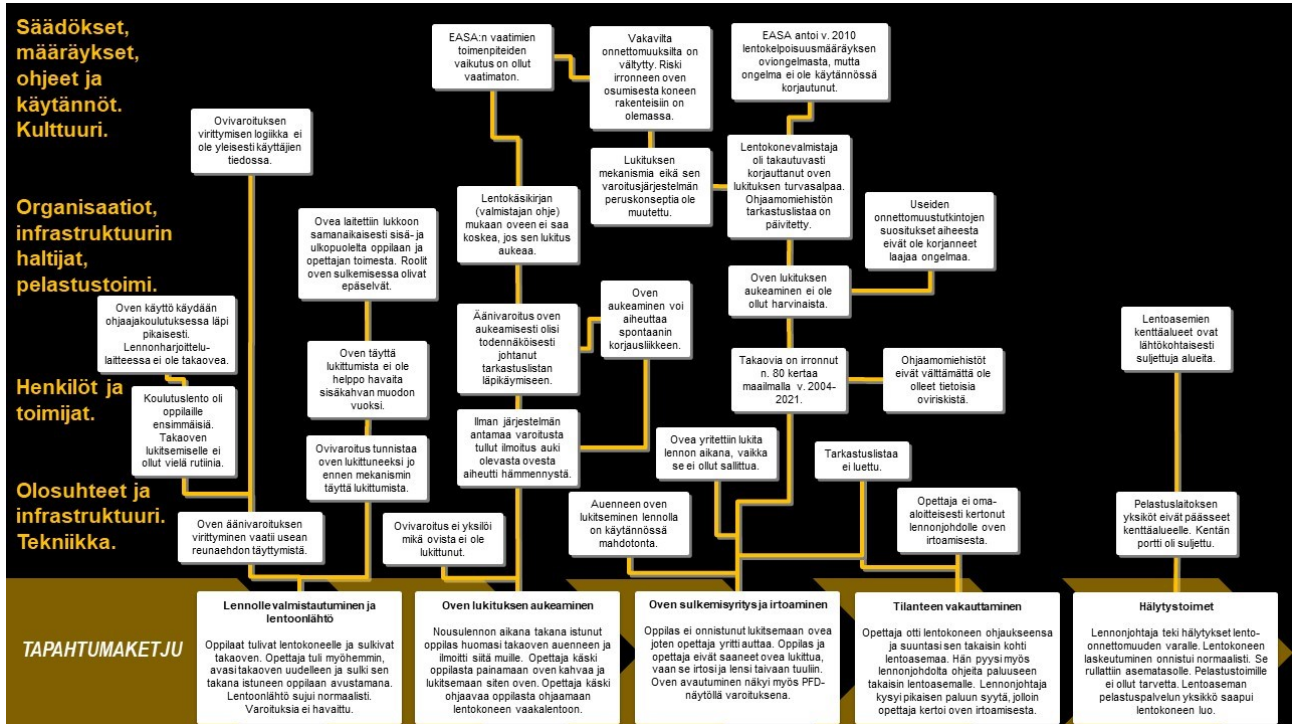 Säädökset,
määräykset,
ohjeet ja
käytännöt.
Kulttuuri.
Organisaatiot,
infrastruktuurin
haltijat,
pelastustoimi.
Henkilöt ja
toimijat.
Olosuhteet ja
infrastruktuuri.
Tekniikka.
EASA:n vaatimien
toimenpiteiden
vaikutus on ollut
vaatimaton.
Vakavilta
onnettomuuksilta on
vältytty. Riski
irronneen oven
osumisesta koneen
rakenteisiin on
olemassa.
EASA antoi v. 2010
lentokelpoisuusmääräyksen
oviongelmasta, mutta
ongelma ei ole käytännössä
korjautunut.
Ovivaroituksen
virittymisen logiikka ei
ole yleisesti käyttäjien
tiedossa.
Lukituksen
mekanismia eikä sen
varoitusjärjestelmän
peruskonseptia ole
muutettu.
Lentokonevalmistaja
oli takautuvasti
korjauttanut oven
lukituksen turvasalpaa.
Ohjaamomiehistön
tarkastuslistaa on
päivitetty.
Lentokäsikirjan
(valmistajan ohje)
mukaan oveen ei saa
koskea, jos sen lukitus
aukeaa.
Useiden
onnettomuustutkintojen
suositukset aiheesta
eivät ole korjanneet
laajaa ongelmaa.
Ovea laitettiin lukkoon
samanaikaisesti sisä- ja
ulkopuolelta oppilaan ja
opettajan toimesta. Roolit
oven sulkemisessa olivat
epäselvät.
Oven lukituksen
aukeaminen ei ole
ollut harvinaista.
Oven käyttö käydään
ohjaajakoulutuksessa läpi
pikaisesti.
Lennonharjoittelu-
laitteessa ei ole takaovea.
Äänivaroitus oven
aukeamisesti olisi
todennäköisesti
johtanut
tarkastuslistan
läpikäymiseen.
Oven
aukeaminen voi
aiheuttaa
spontaanin
korjausliikkeen.
Lentoasemien
kenttäalueet ovat
lähtökohtaisesti
suljettuja alueita.
Oven täyttä
lukittumista ei ole
helppo havaita
sisäkahvan muodon
vuoksi.
Takaovia on irronnut
n. 80 kertaa
maailmalla v. 2004-
2021.
Ohjaamomiehistöt
eivät välttämättä ole
olleet tietoisia
oviriskistä.
Koulutuslento oli
oppilaille
ensimmäisiä.
Takaoven
lukitsemiselle ei
ollut vielä rutiinia.
Ilman järjestelmän
antamaa varoitusta
tullut ilmoitus auki
olevasta ovesta
aiheutti hämmennystä.
Ovea yritettiin lukita
lennon aikana, vaikka
se ei ollut sallittua.
Tarkastuslistaa
ei luettu.
Ovivaroitus tunnistaa
oven lukittuneeksi jo
ennen mekanismin
täyttä lukittumista.
Auenneen oven
lukitseminen lennolla
on käytännössä
mahdotonta.
Opettaja ei oma-
aloitteisesti kertonut
lennonjohdolle oven
irtoamisesta.
Pelastuslaitoksen
yksiköt eivät päässeet
kenttäalueelle. Kentän
portti oli suljettu.
Oven äänivaroituksen
virittyminen vaatii usean
reunaehdon täyttymistä.
Ovivaroitus ei yksilöi
mikä ovista ei ole
lukittunut.
TAPAHTUMAKETJU
Lennolle valmistautuminen ja
lentoonlähtö
Oppilaat tulivat lentokoneelle ja sulkivat
takaoven. Opettaja tuli myöhemmin,
avasi takaoven uudelleen ja sulki sen
takana istuneen oppilaan avustamana.
Lentoonlähtö sujui normaalisti.
Varoituksia ei havaittu.
Oven lukituksen aukeaminen
Nousulennon aikana takana istunut
oppilas huomasi takaoven auenneen ja
ilmoitti siitä muille. Opettaja käski
oppilasta painamaan oven kahvaa ja
lukitsemaan siten oven. Opettaja käski
ohjaavaa oppilasta ohjaamaan
lentokoneen vaakalentoon.
Oven sulkemisyritys ja irtoaminen
Oppilas ei onnistunut lukitsemaan ovea
joten opettaja yritti auttaa. Oppilas ja
opettaja eivät saaneet ovea lukittua,
vaan se irtosi ja lensi taivaan tuuliin.
Oven avautuminen näkyi myös PFD-
näytöllä varoituksena.
Tilanteen vakauttaminen
Opettaja otti lentokoneen ohjaukseensa
ja suuntasi sen takaisin kohti
lentoasemaa. Hän pyysi myös
lennonjohdolta ohjeita paluuseen
takaisin lentoasemalle. Lennonjohtaja
kysyi pikaisen paluun syytä, jolloin
opettaja kertoi oven irtoamisesta.
Hälytystoimet
Lennonjohtaja teki hälytykset lento-
onnettomuuden varalle. Lentokoneen
laskeutuminen onnistui normaalisti. Se
rullattiin asematasolle. Pelastustoimille
ei ollut tarvetta. Lentoaseman
pelastuspalvelun yksikkö saapui
lentokoneen luo.